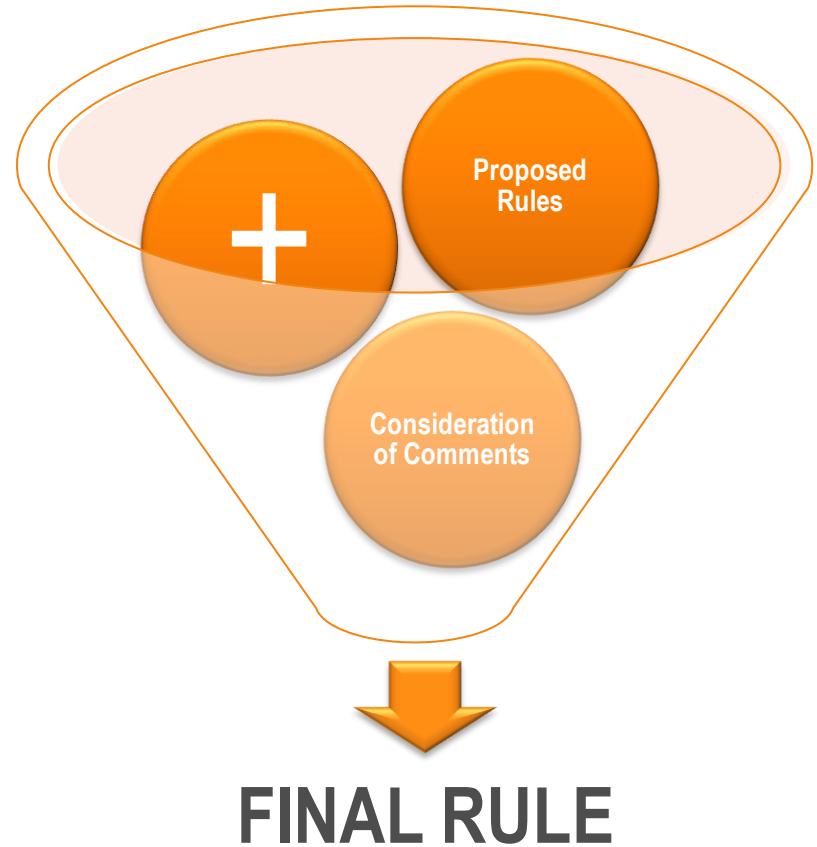 Proposed
Rules
+
Consideration
of Comments
FINAL RULE